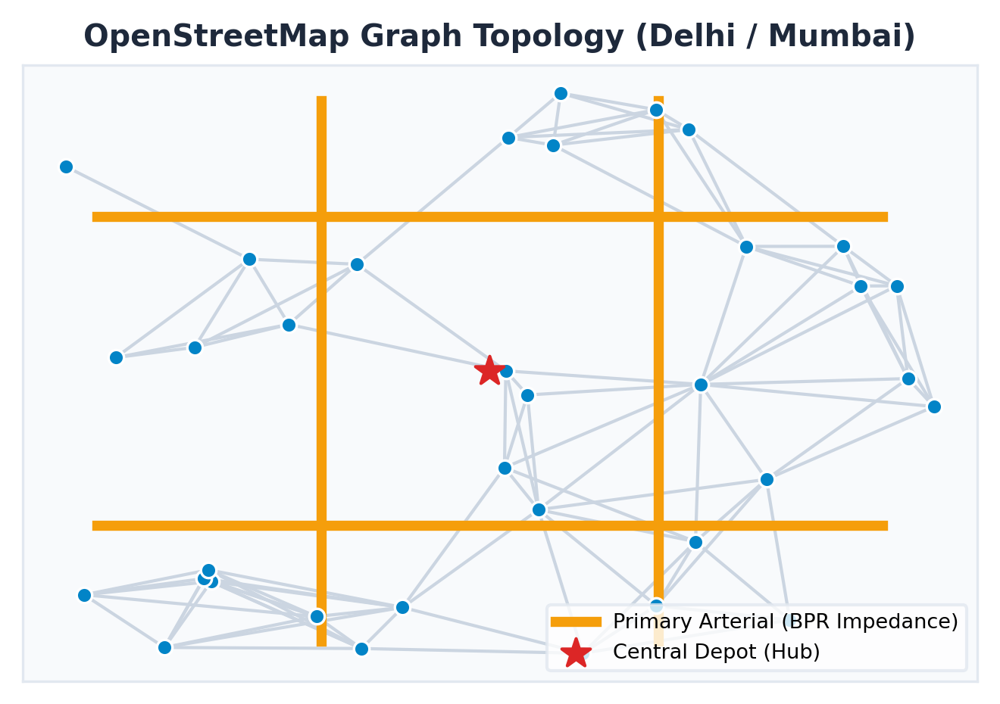 OpenStreetMap Graph Topology (Delhi / Mumbai)
Primary Arterial (BPR Impedance)
Central Depot (Hub)